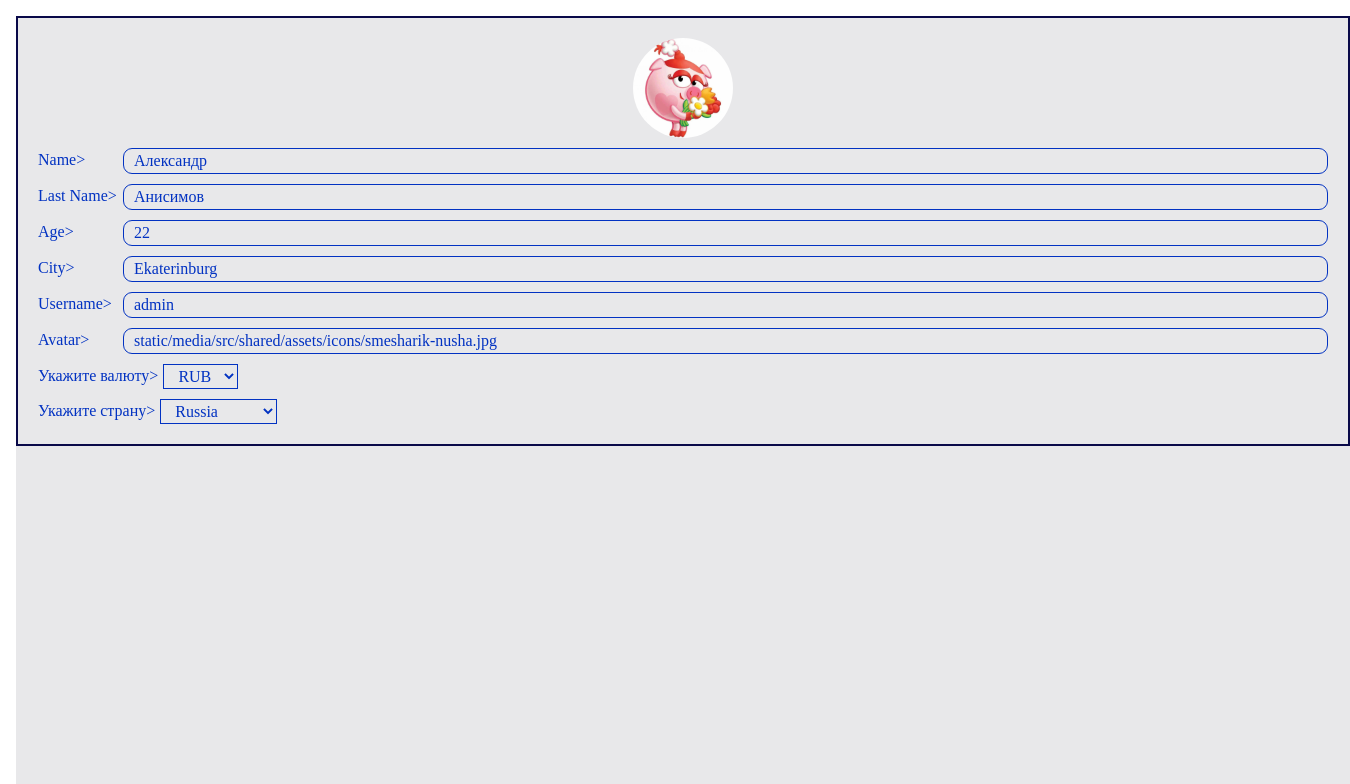 Name> Александр
Last Name> Анисимов
Age> 22
City> Ekaterinburg
Username> admin
Avatar> static/media/src/shared/assets/icons/smesharik-nusha.jpg
Укажите валюту> RUB
Укажите страну> Russia